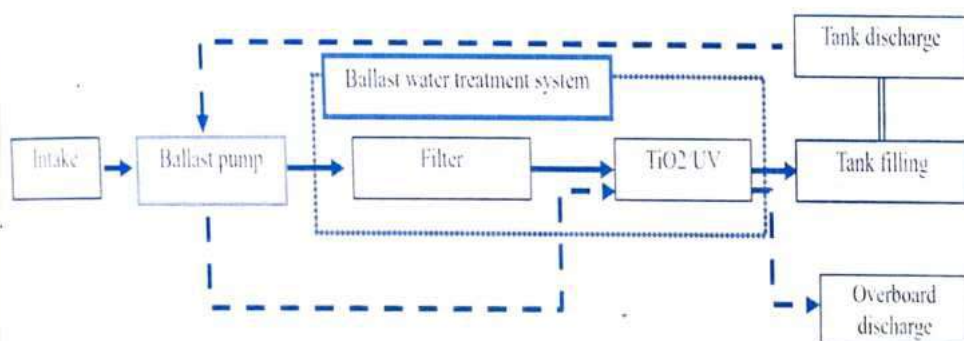 Tank discharge
Ballast water treatment system
Intake
Ballast pump
Filter
TiO2 UV
Tank filling
Overboard
discharge